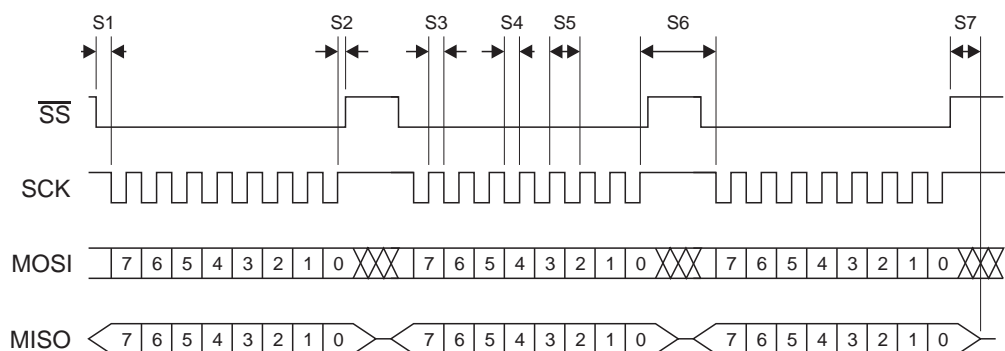 S1 S2 S3 S4 S5 S6 S7
SS
SCK
MOSI 7 6 5 4 3 2 1 0 7 6 5 4 3 2 1 0 7 6 5 4 3 2 1 0
MISO 7 6 5 4 3 2 1 0 7 6 5 4 3 2 1 0 7 6 5 4 3 2 1 0